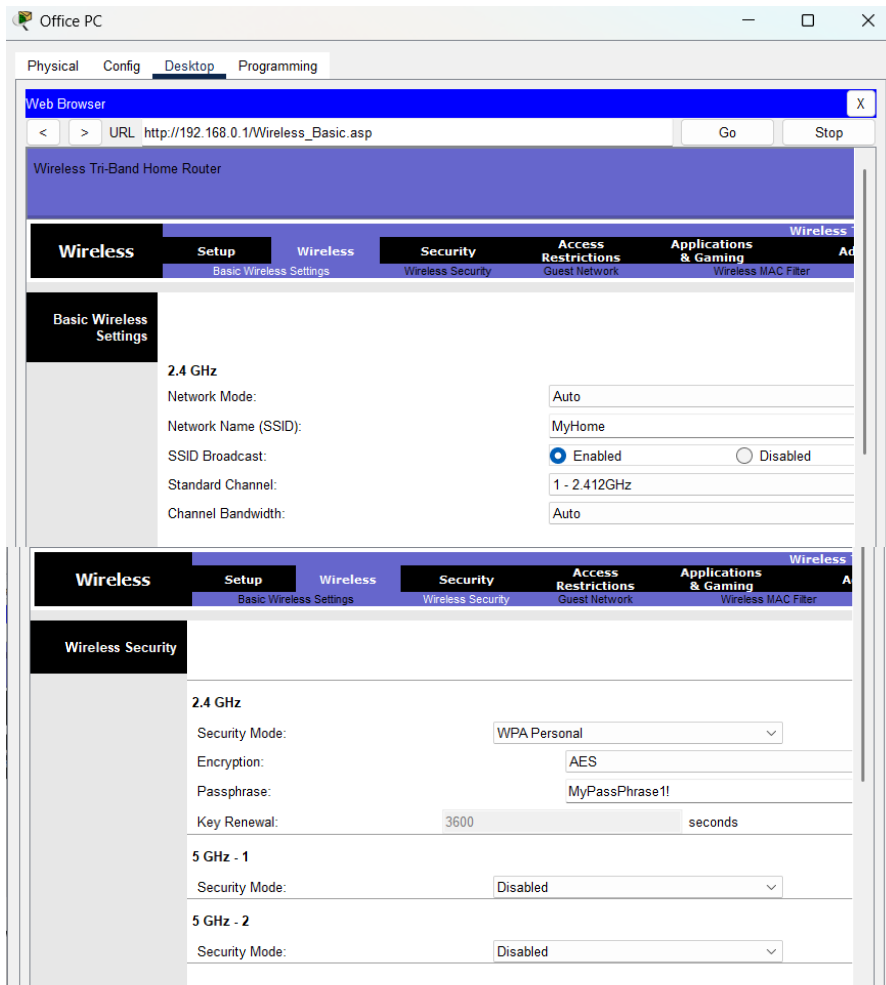 Office PC
Physical Config Desktop Programming
Web Browser X
< > URL http://192.168.0.1/Wireless_Basic.asp Go Stop
Wireless Tri-Band Home Router
Wireless
Wireless Setup Wireless Security Access Restrictions Applications & Gaming Ad
Basic Wireless Settings Wireless Security Guest Network Wireless MAC Filter
Basic Wireless
Settings
2.4 GHz
Network Mode: Auto
Network Name (SSID): MyHome
SSID Broadcast: Enabled Disabled
Standard Channel: 1 - 2.412GHz
Channel Bandwidth: Auto
Wireless
Wireless Setup Wireless Security Access Restrictions Applications & Gaming A
Basic Wireless Settings Wireless Security Guest Network Wireless MAC Filter
Wireless Security
2.4 GHz
Security Mode: WPA Personal
Encryption: AES
Passphrase: MyPassPhrase1!
Key Renewal: 3600 seconds
5 GHz - 1
Security Mode: Disabled
5 GHz - 2
Security Mode: Disabled